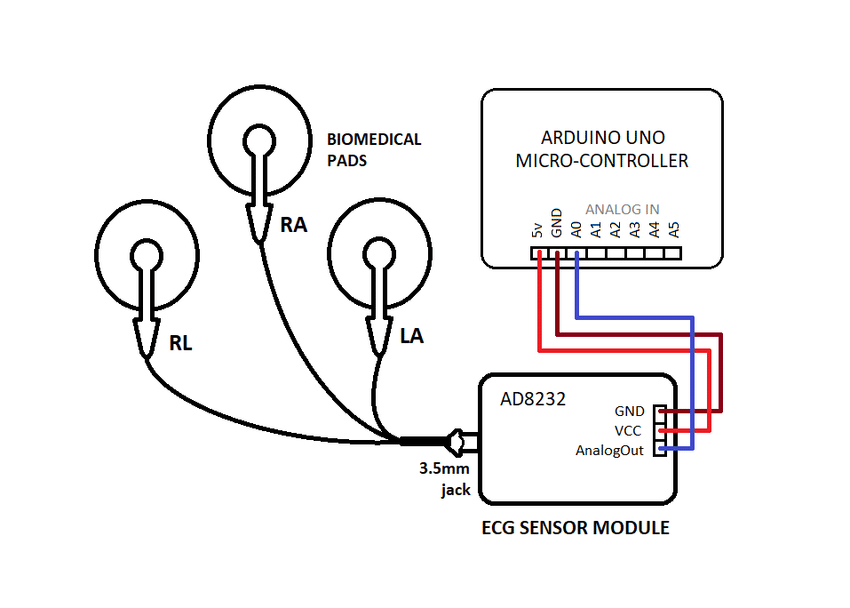 BIOMEDICAL
PADS
RA
RL
LA
3.5mm
jack
ARDUINO UNO
MICRO-CONTROLLER
ANALOG IN
5v
GND
A0
A1
A2
A3
A4
A5
AD8232
GND
VCC
AnalogOut
ECG SENSOR MODULE